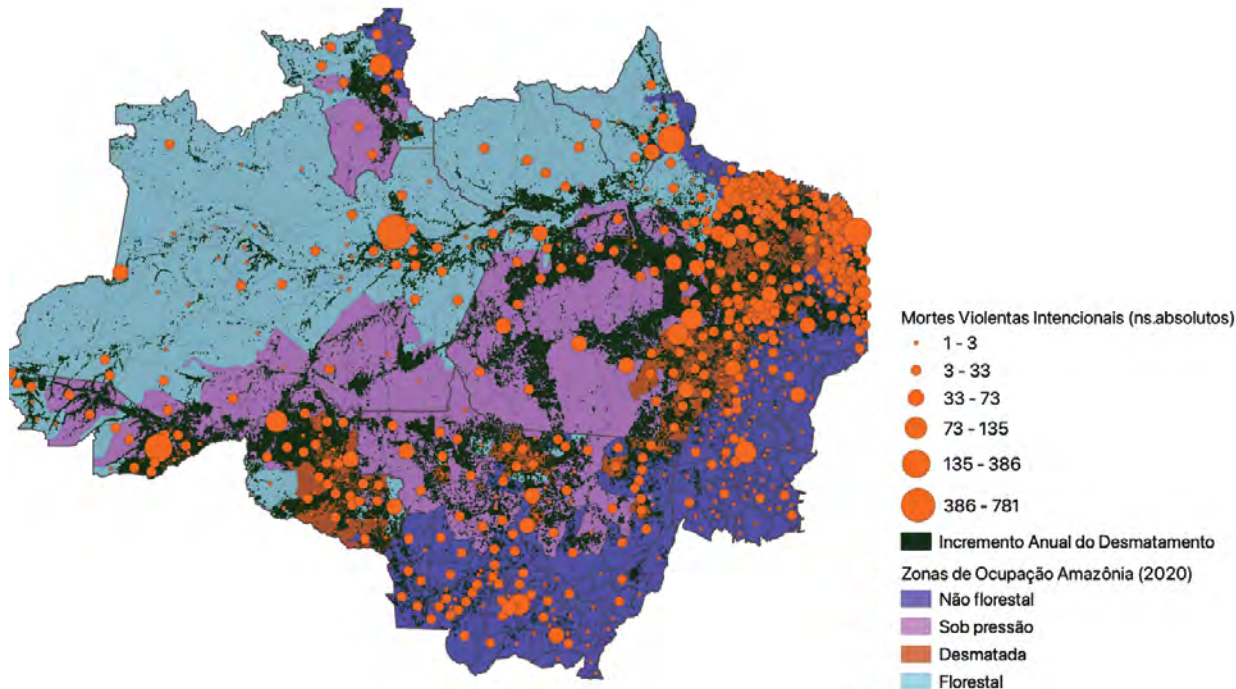 Mortes Violentas Intencionais (ns.absolutos)
1 - 3
3 - 33
33 - 73
73 - 135
135 - 386
386 - 781
Incremento Anual do Desmatamento
Zonas de Ocupação Amazônia (2020)
Não florestal
Sob pressão
Desmatada
Florestal